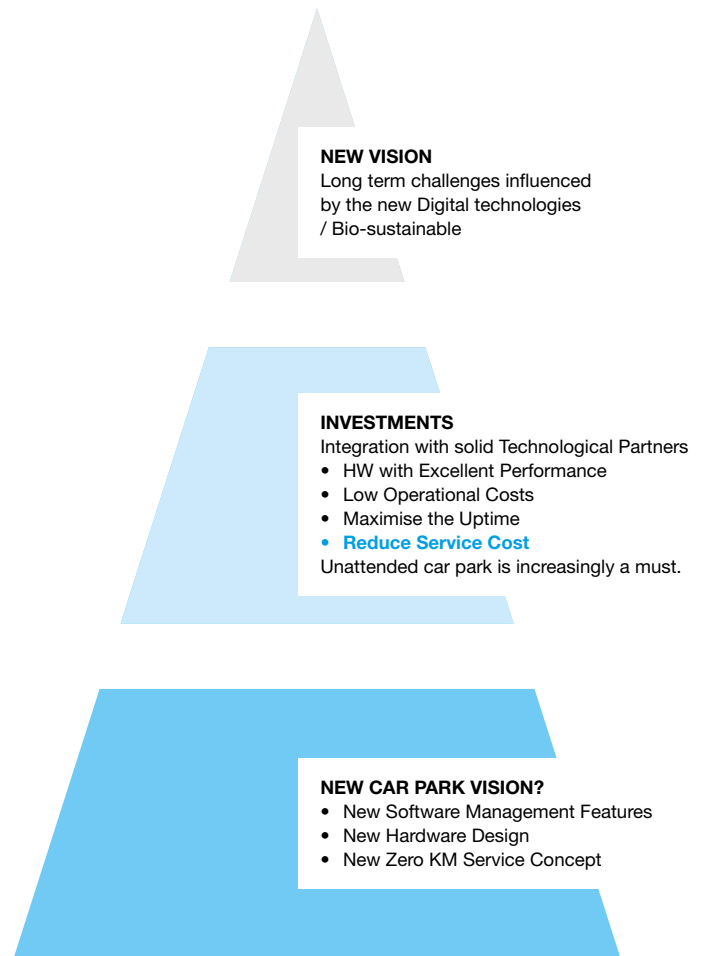 NEW VISION
Long term challenges influenced
by the new Digital technologies
/ Bio-sustainable
INVESTMENTS
Integration with solid Technological Partners
• HW with Excellent Performance
• Low Operational Costs
• Maximise the Uptime
• Reduce Service Cost
Unattended car park is increasingly a must.
NEW CAR PARK VISION?
• New Software Management Features
• New Hardware Design
• New Zero KM Service Concept